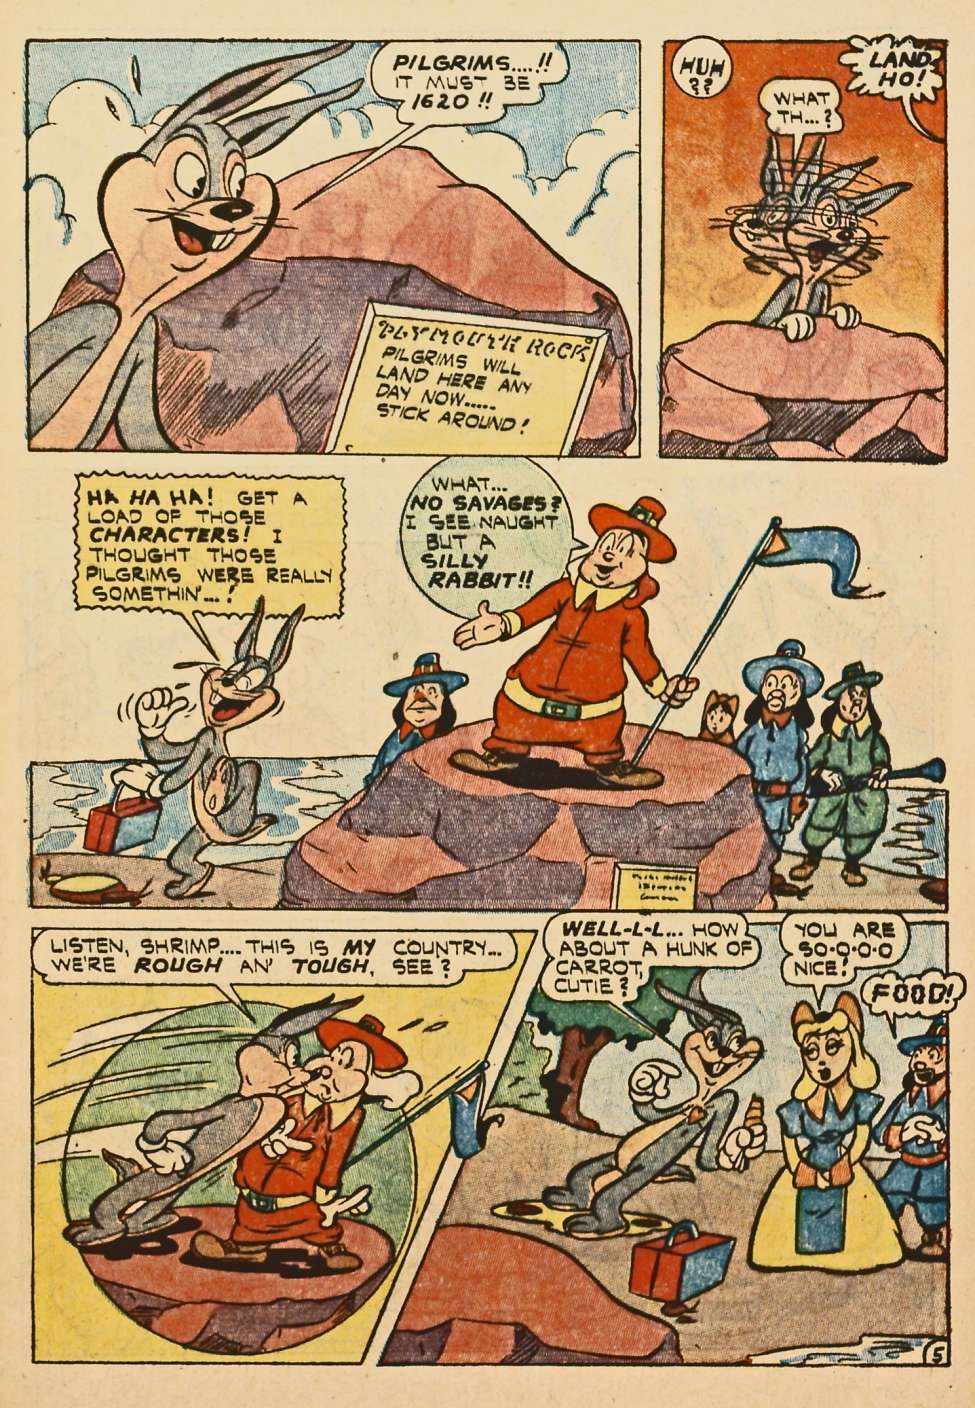 PILGRIMS....!!
IT MUST BE
1620!!
PLYMOUTH ROCK
PILGRIMS WILL
LAND HERE ANY
DAY NOW.....
STICK AROUND!
HUH
??
WHAT
TH...?
LAND
HO!
HA HA HA! GET A
LOAD OF THOSE
CHARACTERS! I
THOUGHT THOSE
PILGRIMS WERE REALLY
SOMETHIN'...!
WHAT...
NO SAVAGES?
I SEE NAUGHT
BUT A
SILLY
RABBIT!!
LISTEN, SHRIMP....THIS IS MY COUNTRY...
WE'RE ROUGH AN' TOUGH, SEE?
WELL-L-L... HOW
ABOUT A HUNK OF
CARROT,
CUTIE?
YOU ARE
SO-O-O-O
NICE!
FOOD!
5